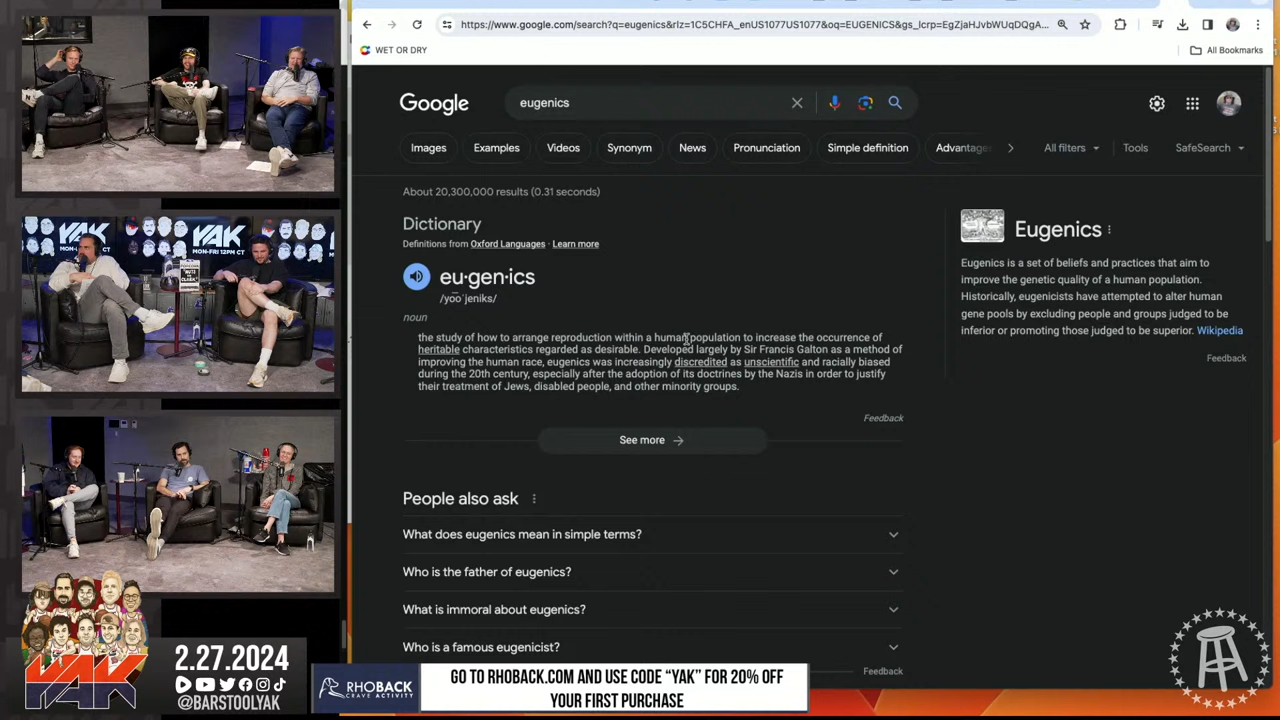 https://www.google.com/search?q=eugenics&rlz=1C5CHFA_enUS1077US1077&oq=EUGENICS&gs_lcrp=EgZjaHJvbWUqDQgA...
WET OR DRY
All Bookmarks
Google
eugenics
Images
Examples
Videos
Synonym
News
Pronunciation
Simple definition
Advantage
All filters
Tools
SafeSearch
About 20,300,000 results (0.31 seconds)
Dictionary
Definitions from Oxford Languages · Learn more
eu·gen·ics
/yo͞oˈjeniks/
noun
the study of how to arrange reproduction within a human population to increase the occurrence of
heritable characteristics regarded as desirable. Developed largely by Sir Francis Galton as a method of
improving the human race, eugenics was increasingly discredited as unscientific and racially biased
during the 20th century, especially after the adoption of its doctrines by the Nazis in order to justify
their treatment of Jews, disabled people, and other minority groups.
Feedback
See more
People also ask
What does eugenics mean in simple terms?
Who is the father of eugenics?
What is immoral about eugenics?
Who is a famous eugenicist?
Feedback
Eugenics
Eugenics is a set of beliefs and practices that aim to
improve the genetic quality of a human population.
Historically, eugenicists have attempted to alter human
gene pools by excluding people and groups judged to be
inferior or promoting those judged to be superior. Wikipedia
Feedback
YAK
MON-FRI 12PM CT
YAK
2.27.2024
@BARSTOOLYAK
RHOBACK
CRAVE ACTIVITY
GO TO RHOBACK.COM AND USE CODE “YAK” FOR 20% OFF
YOUR FIRST PURCHASE